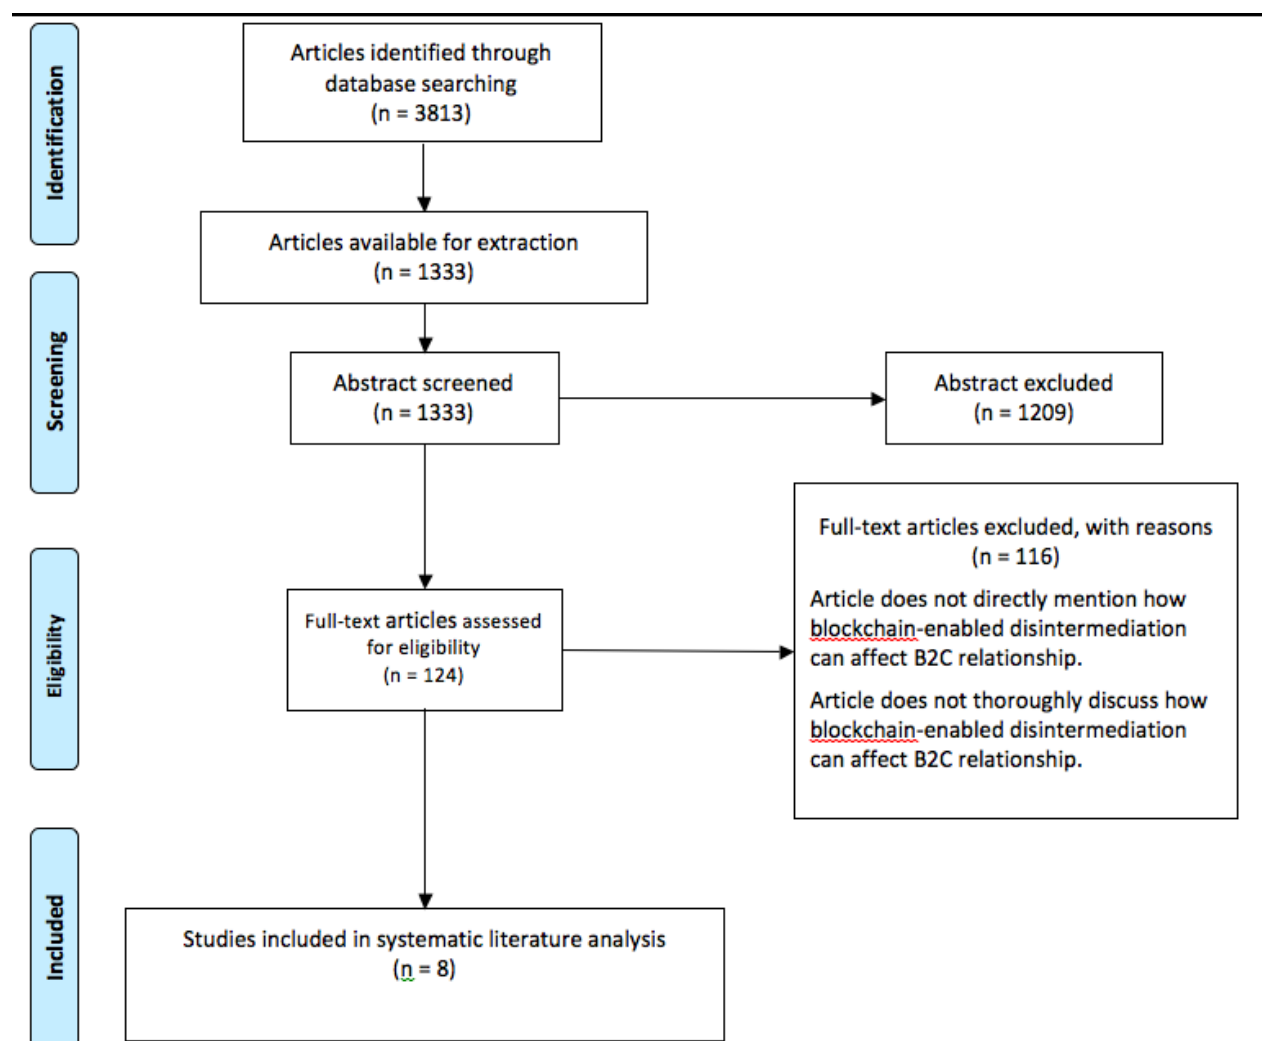 Identification
Articles identified through
database searching
(n = 3813)
Articles available for extraction
(n = 1333)
Screening
Abstract screened
(n = 1333)
Abstract excluded
(n = 1209)
Eligibility
Full-text articles assessed
for eligibility
(n = 124)
Full-text articles excluded, with reasons
(n = 116)
Article does not directly mention how
blockchain-enabled disintermediation
can affect B2C relationship.
Article does not thoroughly discuss how
blockchain-enabled disintermediation
can affect B2C relationship.
Included
Studies included in systematic literature analysis
(n = 8)